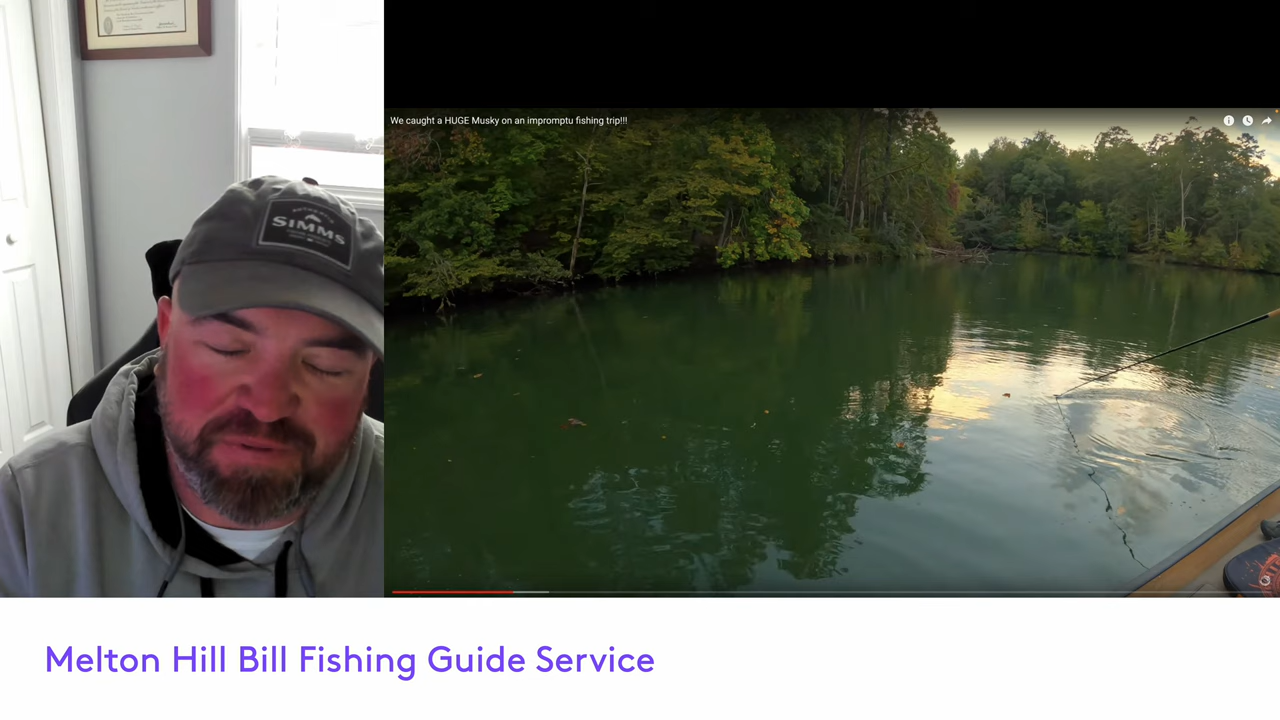 SIMMS
We caught a HUGE Musky on an impromptu fishing trip!!!
Melton Hill Bill Fishing Guide Service